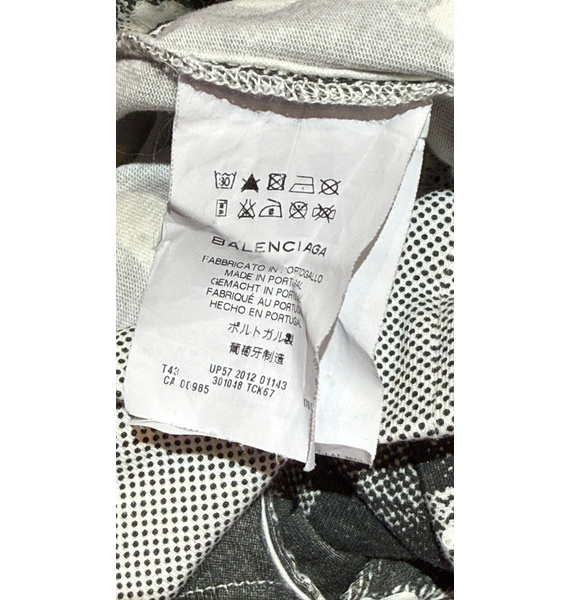 30
BALENCIAGA
FABBRICATO IN PORTOGALLO
MADE IN PORTUGAL
GEMACHT IN PORTUGAL
FABRIQUÉ AU PORTUGAL
HECHO EN PORTUGAL
ポルトガル製
葡萄牙制造
UP57 2012 01143
301048 TCK67
CA 00985